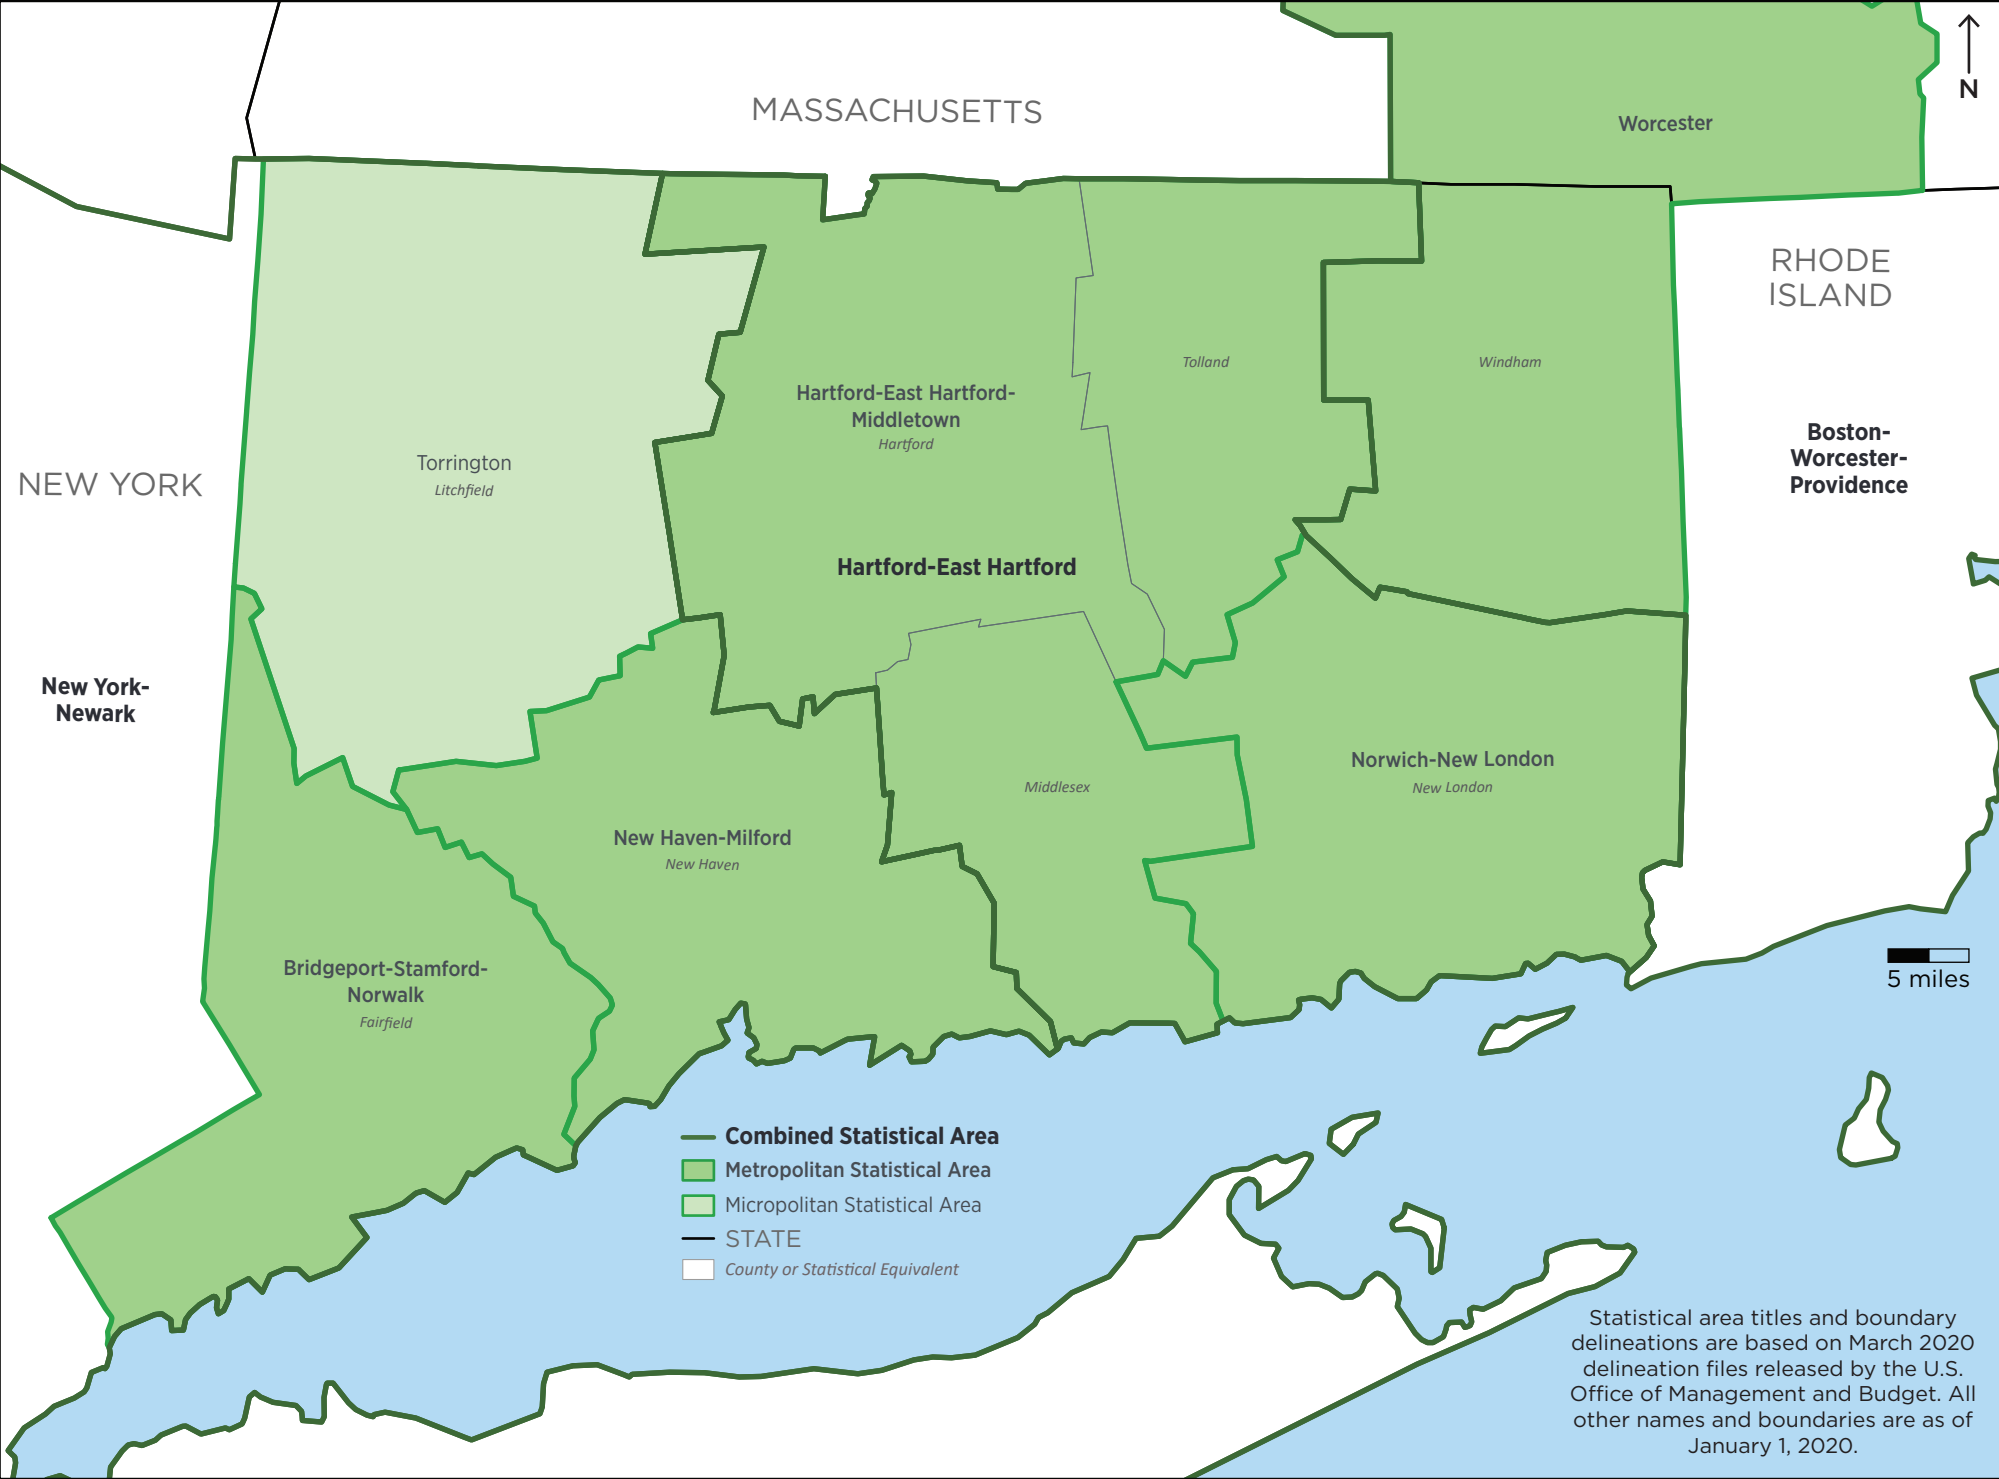 MASSACHUSETTS
Worcester
N
RHODE
ISLAND
Tolland
Windham
Hartford-East Hartford-
Middletown
Hartford
Boston-
Worcester-
Providence
Torrington
Litchfield
NEW YORK
Hartford-East Hartford
New York-
Newark
Norwich-New London
New London
Middlesex
New Haven-Milford
New Haven
Bridgeport-Stamford-
Norwalk
Fairfield
5 miles
Combined Statistical Area
Metropolitan Statistical Area
Micropolitan Statistical Area
STATE
County or Statistical Equivalent
Statistical area titles and boundary
delineations are based on March 2020
delineation files released by the U.S.
Office of Management and Budget. All
other names and boundaries are as of
January 1, 2020.